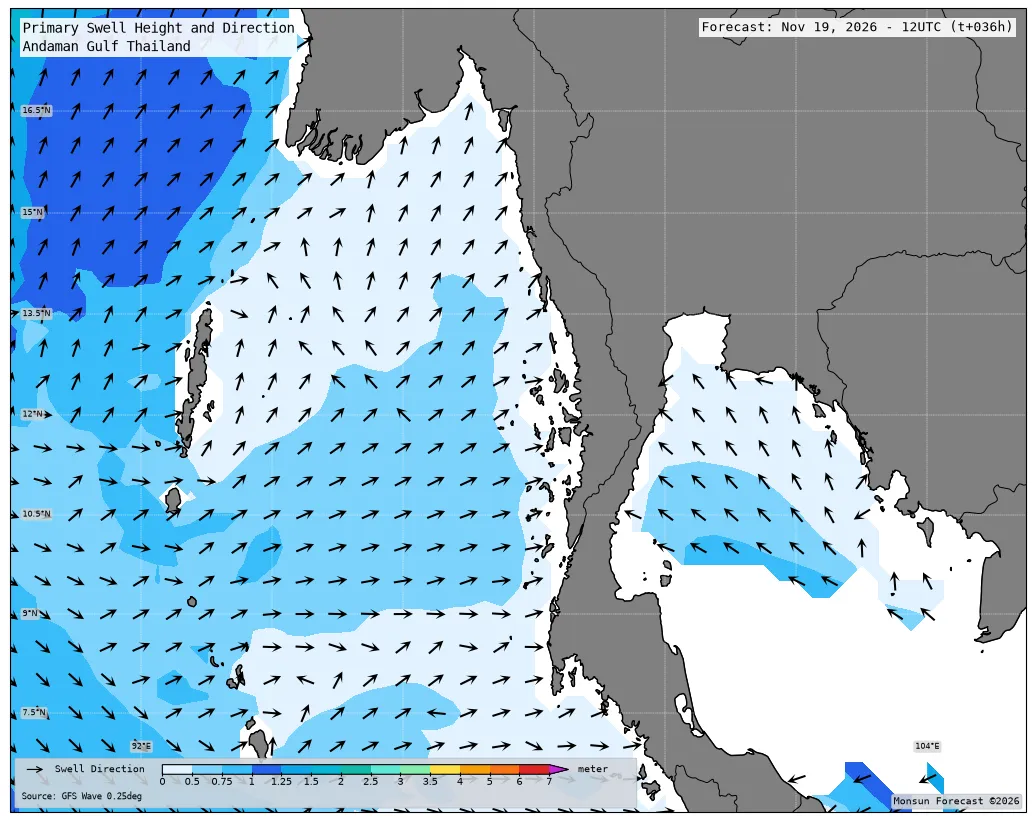 Primary Swell Height and Direction
Andaman Gulf Thailand
Forecast: Nov 19, 2026 - 12UTC (t+036h)
16.5°N
15°N
13.5°N
12°N
10.5°N
9°N
7.5°N
92°E
104°E
Swell Direction
0 0.5 0.75 1 1.25 1.5 2 2.5 3 3.5 4 5 6 7
meter
Source: GFS Wave 0.25deg
Monsun Forecast ©2026